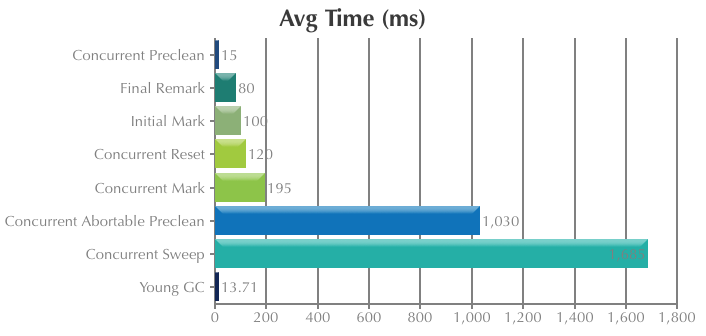 Avg Time (ms)
Concurrent Preclean 15
Final Remark 80
Initial Mark 100
Concurrent Reset 120
Concurrent Mark 195
Concurrent Abortable Preclean 1,030
Concurrent Sweep
Young GC 13.71
0 200 400 600 800 1,000 1,200 1,400 1,600 1,800